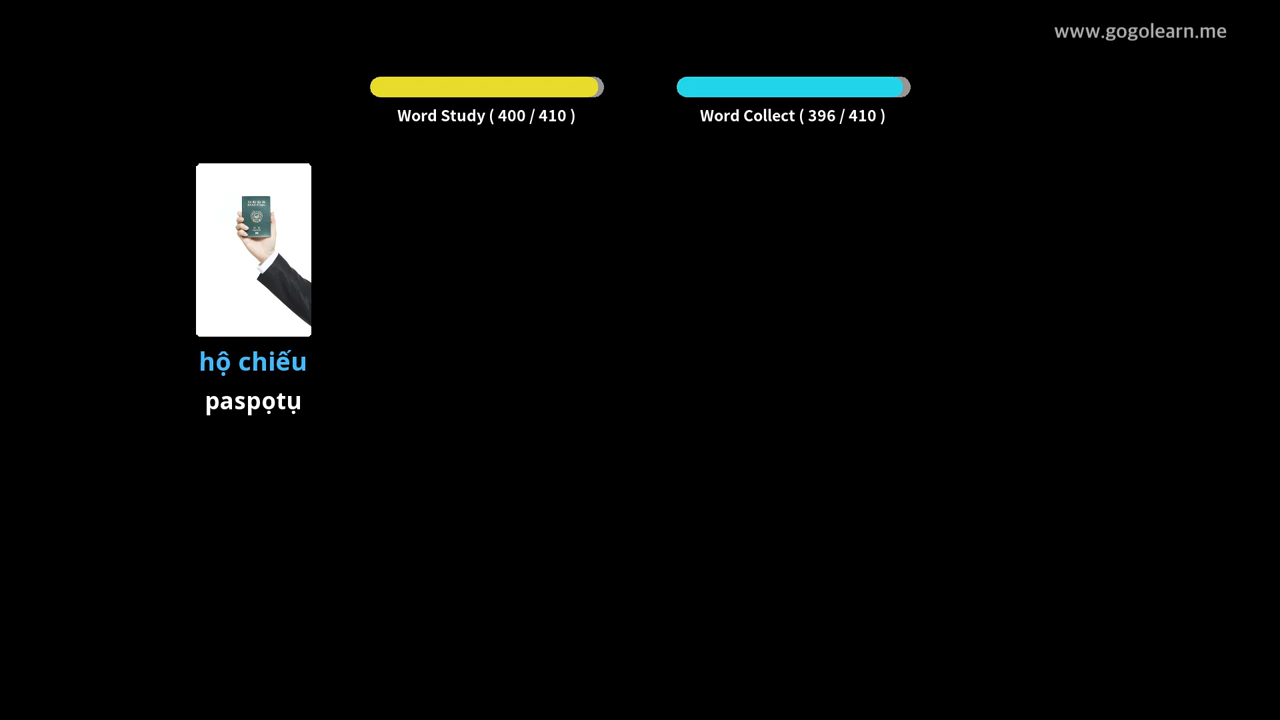 www.gogolearn.me
Word Study ( 400 / 410 )
Word Collect ( 396 / 410 )
hộ chiếu
paspọtụ